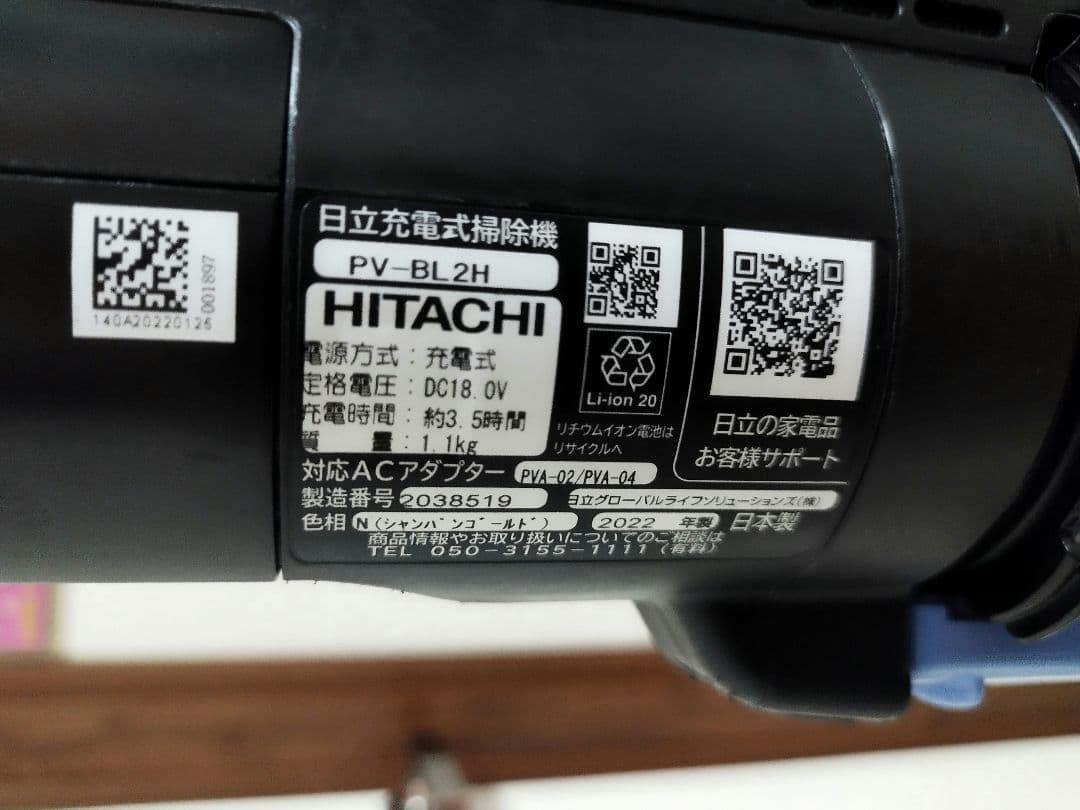 140A20220125
001897
日立充電式掃除機
PV-BL2H
HITACHI
電源方式：充電式
定格電圧：DC18.0V
充電時間：約3.5時間
質　量：1.1kg
対応ACアダプター PVA-02/PVA-04
製造番号 2038519 日立グローバルライフソリューションズ(株)
色相 N(シャンパンゴールド) 2022 年製 日本製
商品情報やお取り扱いについてのご相談は
TEL 050-3155-1111(有料)
Li-ion 20
リチウムイオン電池は
リサイクルへ
日立の家電品
お客様サポート